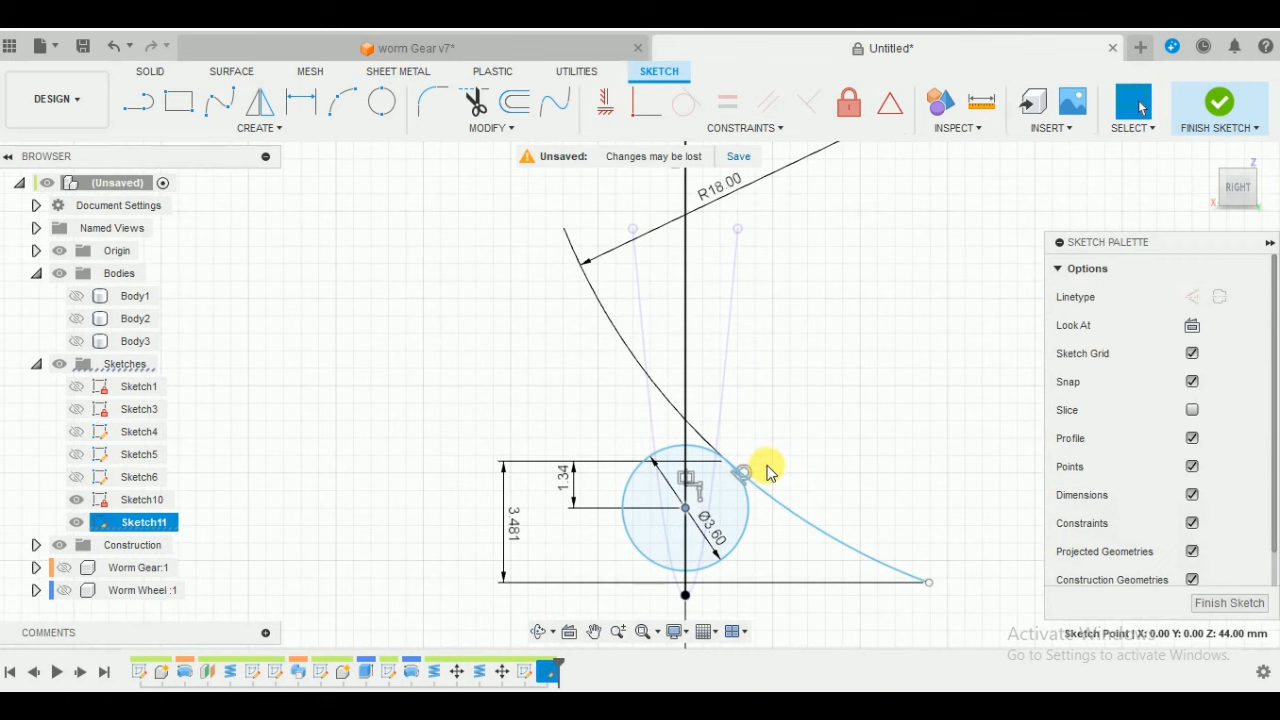 worm Gear v7*
Untitled*
DESIGN
SOLID
SURFACE
MESH
SHEET METAL
PLASTIC
UTILITIES
SKETCH
CREATE
MODIFY
CONSTRAINTS
INSPECT
INSERT
SELECT
FINISH SKETCH
BROWSER
Unsaved: Changes may be lost Save
(Unsaved)
Document Settings
Named Views
Origin
Bodies
Body1
Body2
Body3
Sketches
Sketch1
Sketch3
Sketch4
Sketch5
Sketch6
Sketch10
Sketch11
Construction
Worm Gear:1
Worm Wheel :1
COMMENTS
R18.00
1.34
3.481
Ø3.60
Z
RIGHT
X
Y
SKETCH PALETTE
Options
Linetype
Look At
Sketch Grid
Snap
Slice
Profile
Points
Dimensions
Constraints
Projected Geometries
Construction Geometries
Finish Sketch
Activate Windows
Sketch Point | X: 0.00 Y: 0.00 Z: 44.00 mm
Go to Settings to activate Windows.